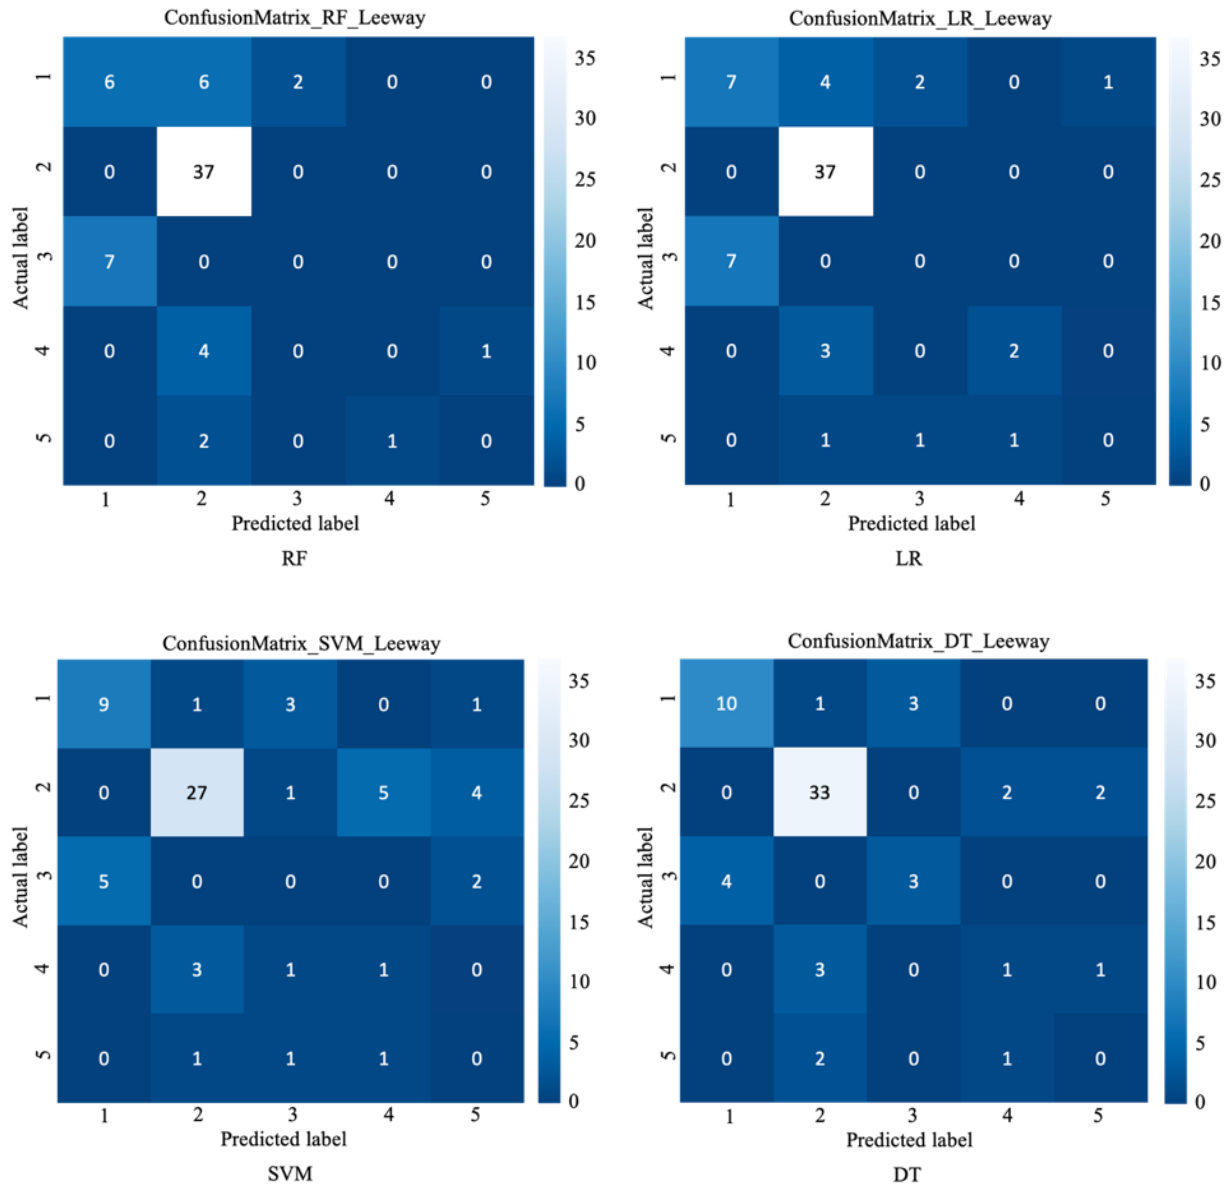 ConfusionMatrix_RF_Leeway
1 6 6 2 0 0
2 0 37 0 0 0
3 7 0 0 0 0
4 0 4 0 0 1
5 0 2 0 1 0
1 2 3 4 5
Actual label
Predicted label
35
30
25
20
15
10
5
0
RF
ConfusionMatrix_LR_Leeway
1 7 4 2 0 1
2 0 37 0 0 0
3 7 0 0 0 0
4 0 3 0 2 0
5 0 1 1 1 0
1 2 3 4 5
Actual label
Predicted label
35
30
25
20
15
10
5
0
LR
ConfusionMatrix_SVM_Leeway
1 9 1 3 0 1
2 0 27 1 5 4
3 5 0 0 0 2
4 0 3 1 1 0
5 0 1 1 1 0
1 2 3 4 5
Actual label
Predicted label
35
30
25
20
15
10
5
0
SVM
ConfusionMatrix_DT_Leeway
1 10 1 3 0 0
2 0 33 0 2 2
3 4 0 3 0 0
4 0 3 0 1 1
5 0 2 0 1 0
1 2 3 4 5
Actual label
Predicted label
35
30
25
20
15
10
5
0
DT